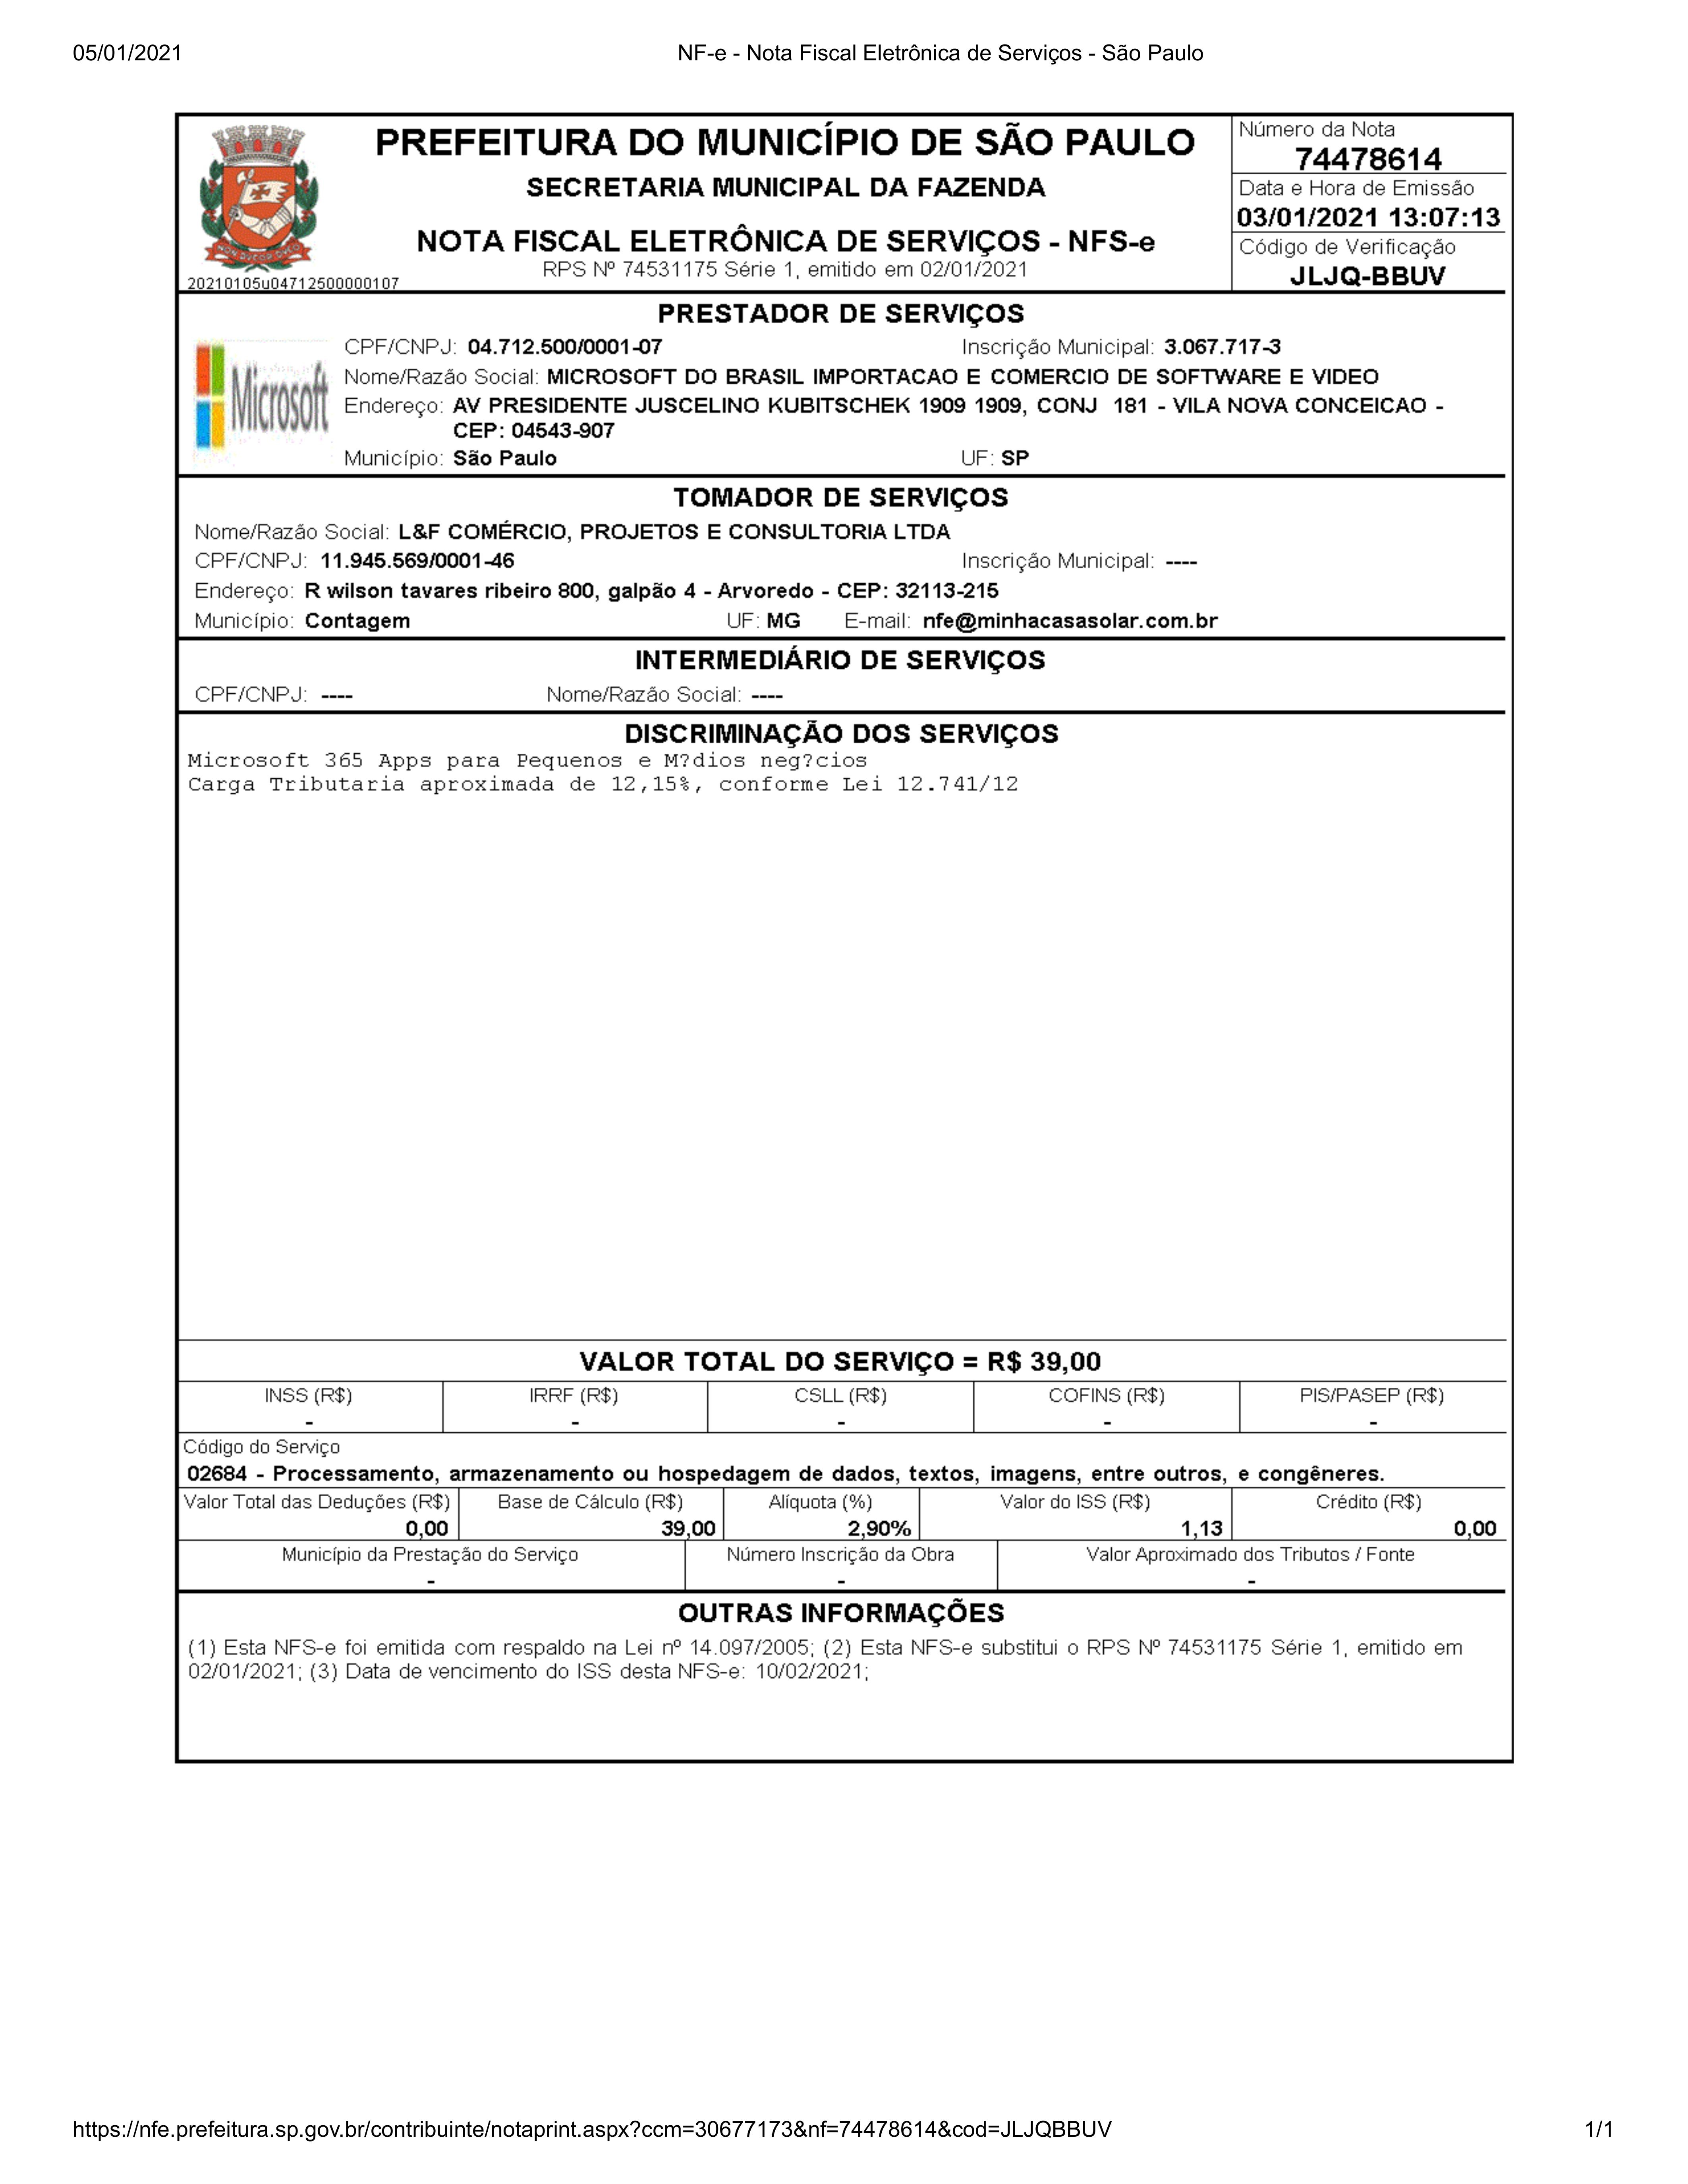 05/01/2021 NF-e - Nota Fiscal Eletrônica de Serviços - São Paulo
PREFEITURA DO MUNICÍPIO DE SÃO PAULO
SECRETARIA MUNICIPAL DA FAZENDA
NOTA FISCAL ELETRÔNICA DE SERVIÇOS - NFS-e
RPS Nº 74531175 Série 1, emitido em 02/01/2021
20210105u04712500000107
Número da Nota
74478614
Data e Hora de Emissão
03/01/2021 13:07:13
Código de Verificação
JLJQ-BBUV
PRESTADOR DE SERVIÇOS
Microsoft
CPF/CNPJ: 04.712.500/0001-07 Inscrição Municipal: 3.067.717-3
Nome/Razão Social: MICROSOFT DO BRASIL IMPORTACAO E COMERCIO DE SOFTWARE E VIDEO
Endereço: AV PRESIDENTE JUSCELINO KUBITSCHEK 1909 1909, CONJ 181 - VILA NOVA CONCEICAO -
CEP: 04543-907
Município: São Paulo UF: SP
TOMADOR DE SERVIÇOS
Nome/Razão Social: L&F COMÉRCIO, PROJETOS E CONSULTORIA LTDA
CPF/CNPJ: 11.945.569/0001-46 Inscrição Municipal: ----
Endereço: R wilson tavares ribeiro 800, galpão 4 - Arvoredo - CEP: 32113-215
Município: Contagem UF: MG E-mail: nfe@minhacasasolar.com.br
INTERMEDIÁRIO DE SERVIÇOS
CPF/CNPJ: ---- Nome/Razão Social: ----
DISCRIMINAÇÃO DOS SERVIÇOS
Microsoft 365 Apps para Pequenos e M?dios neg?cios
Carga Tributaria aproximada de 12,15%, conforme Lei 12.741/12
VALOR TOTAL DO SERVIÇO = R$ 39,00
INSS (R$) IRRF (R$) CSLL (R$) COFINS (R$) PIS/PASEP (R$)
- - - - -
Código do Serviço
02684 - Processamento, armazenamento ou hospedagem de dados, textos, imagens, entre outros, e congêneres.
Valor Total das Deduções (R$) Base de Cálculo (R$) Alíquota (%) Valor do ISS (R$) Crédito (R$)
0,00 39,00 2,90% 1,13 0,00
Município da Prestação do Serviço Número Inscrição da Obra Valor Aproximado dos Tributos / Fonte
- - -
OUTRAS INFORMAÇÕES
(1) Esta NFS-e foi emitida com respaldo na Lei nº 14.097/2005; (2) Esta NFS-e substitui o RPS Nº 74531175 Série 1, emitido em
02/01/2021; (3) Data de vencimento do ISS desta NFS-e: 10/02/2021;
https://nfe.prefeitura.sp.gov.br/contribuinte/notaprint.aspx?ccm=30677173&nf=74478614&cod=JLJQBBUV 1/1